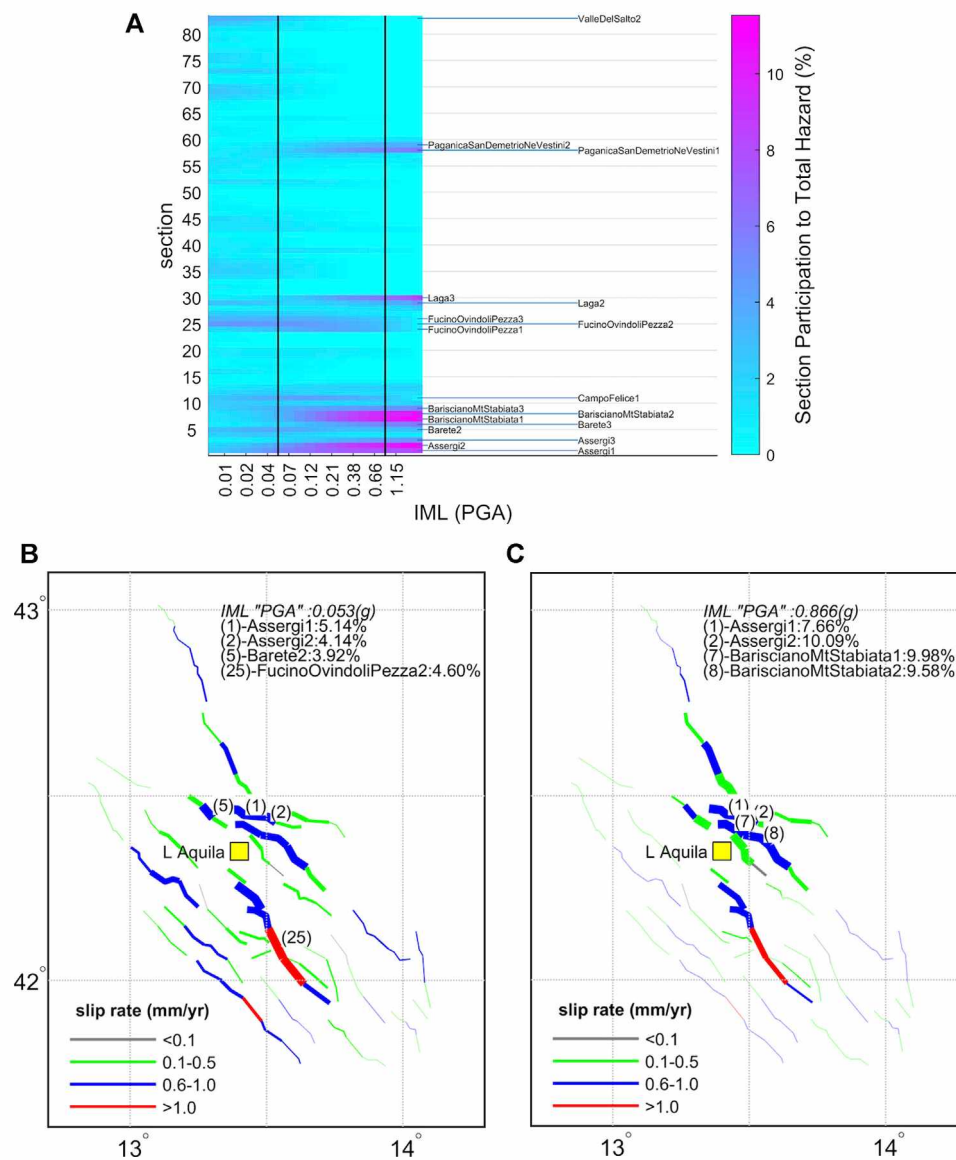 A
80
75
70
65
60
55
50
45
40
35
30
25
20
15
10
5
section
ValleDelSalto2
PaganicaSanDemetrioNeVestini2
PaganicaSanDemetrioNeVestini1
Laga3
Laga2
FucinoOvindoliPezza3
FucinoOvindoliPezza2
FucinoOvindoliPezza1
CampoFelice1
BariscianoMtStabiata3
BariscianoMtStabiata2
BariscianoMtStabiata1
Barete3
Barete2
Assergi3
Assergi2
Assergi1
0.01 0.02 0.04 0.07 0.12 0.21 0.38 0.66 1.15
IML (PGA)
10
8
6
4
2
0
Section Participation to Total Hazard (%)
B
43°
42°
IML "PGA" :0.053(g)
(1)-Assergi1:5.14%
(2)-Assergi2:4.14%
(5)-Barete2:3.92%
(25)-FucinoOvindoliPezza2:4.60%
(5) (1) (2)
L Aquila
(25)
slip rate (mm/yr)
<0.1
0.1-0.5
0.6-1.0
>1.0
13° 14°
C
IML "PGA" :0.866(g)
(1)-Assergi1:7.66%
(2)-Assergi2:10.09%
(7)-BariscianoMtStabiata1:9.98%
(8)-BariscianoMtStabiata2:9.58%
(1) (2)
(7) (8)
L Aquila
slip rate (mm/yr)
<0.1
0.1-0.5
0.6-1.0
>1.0
13° 14°